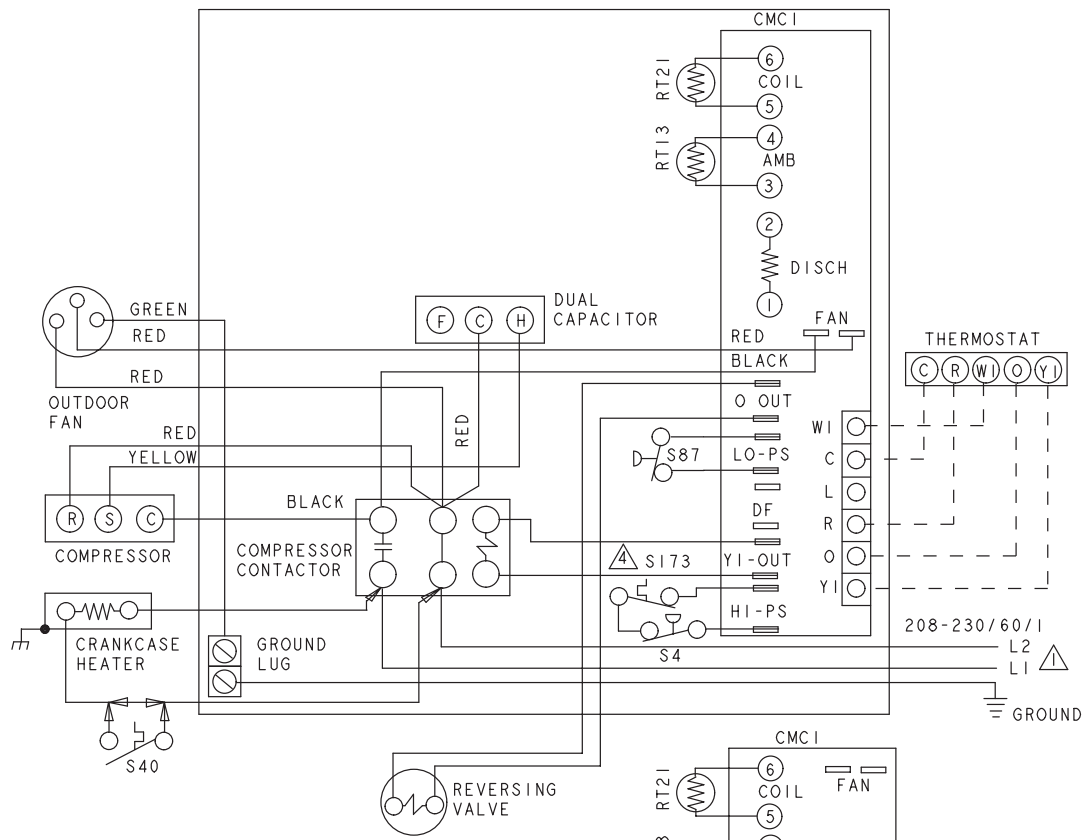 CMC1
RT21
6
COIL
5
RT13
4
AMB
3
2
DISCH
1
FAN
GREEN
RED
RED
OUTDOOR
FAN
F C H
DUAL
CAPACITOR
RED
BLACK
THERMOSTAT
C R W1 O Y1
O OUT
RED
YELLOW
RED
S87
LO-PS
W1
C
L
DF
R
O
Y1
R S C
COMPRESSOR
BLACK
COMPRESSOR
CONTACTOR
4
S173
Y1-OUT
HI-PS
S4
CRANKCASE
HEATER
GROUND
LUG
208-230/60/1
L2
L1
1
GROUND
S40
REVERSING
VALVE
CMC1
RT21
6
COIL
FAN
5